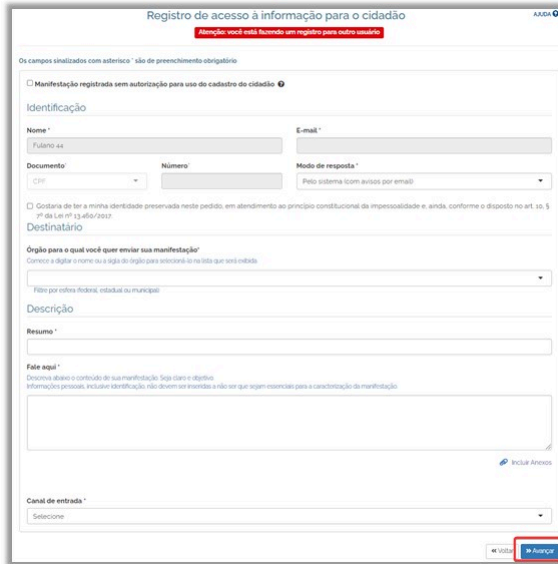 Registro de acesso à informação para o cidadão
AJUDA
Atenção: você está fazendo um registro para outro usuário
Os campos sinalizados com asterisco * são de preenchimento obrigatório
Manifestação registrada sem autorização para uso do cadastro do cidadão
Identificação
Nome * E-mail *
Fulano 44
Documento* Número* Modo de resposta *
CPF Pelo sistema (com avisos por email)
Gostaria de ter a minha identidade preservada neste pedido, em atendimento ao princípio constitucional da impessoalidade e, ainda, conforme o disposto no art. 10, §
7º da Lei nº 13.460/2017.
Destinatário
Órgão para o qual você quer enviar sua manifestação*
Comece a digitar o nome ou a sigla do órgão para selecioná-lo na lista que será exibida.
Filtre por esfera (federal, estadual ou municipal)
Descrição
Resumo *
Fale aqui *
Descreva abaixo o conteúdo de sua manifestação. Seja claro e objetivo.
Informações pessoais, inclusive identificação, não devem ser inseridas a não ser que sejam essenciais para a caracterização da manifestação.
Incluir Anexos
Canal de entrada *
Selecione
Voltar Avançar